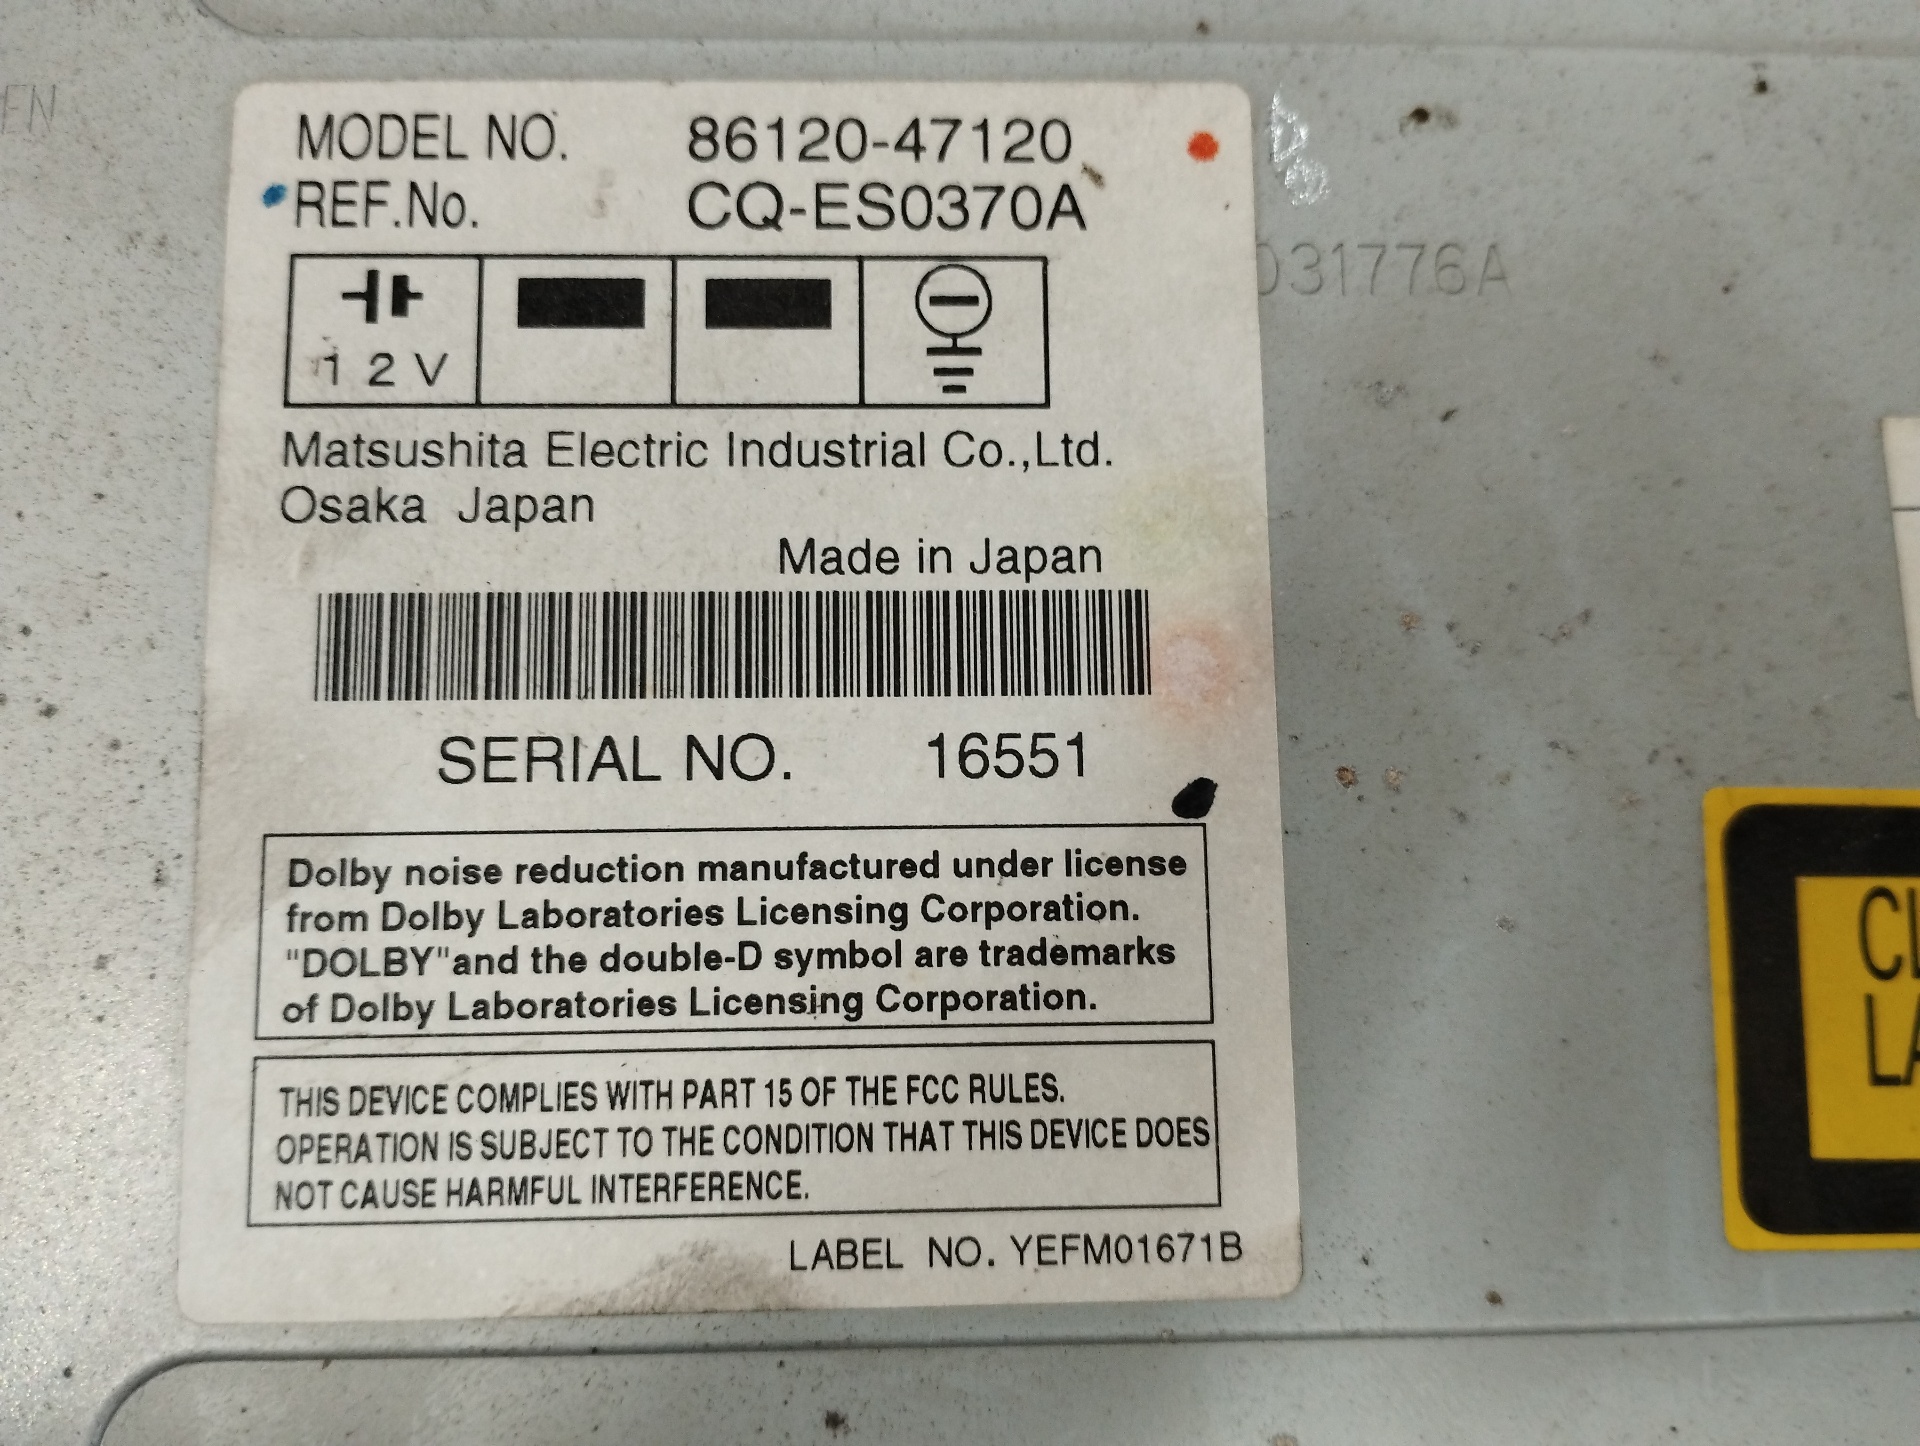 EN
MODEL NO. 86120-47120
REF.No. CQ-ES0370A
031776A
12V
Matsushita Electric Industrial Co.,Ltd.
Osaka Japan
Made in Japan
SERIAL NO. 16551
Dolby noise reduction manufactured under license
from Dolby Laboratories Licensing Corporation.
"DOLBY"and the double-D symbol are trademarks
of Dolby Laboratories Licensing Corporation.
THIS DEVICE COMPLIES WITH PART 15 OF THE FCC RULES.
OPERATION IS SUBJECT TO THE CONDITION THAT THIS DEVICE DOES
NOT CAUSE HARMFUL INTERFERENCE.
LABEL NO. YEFM01671B